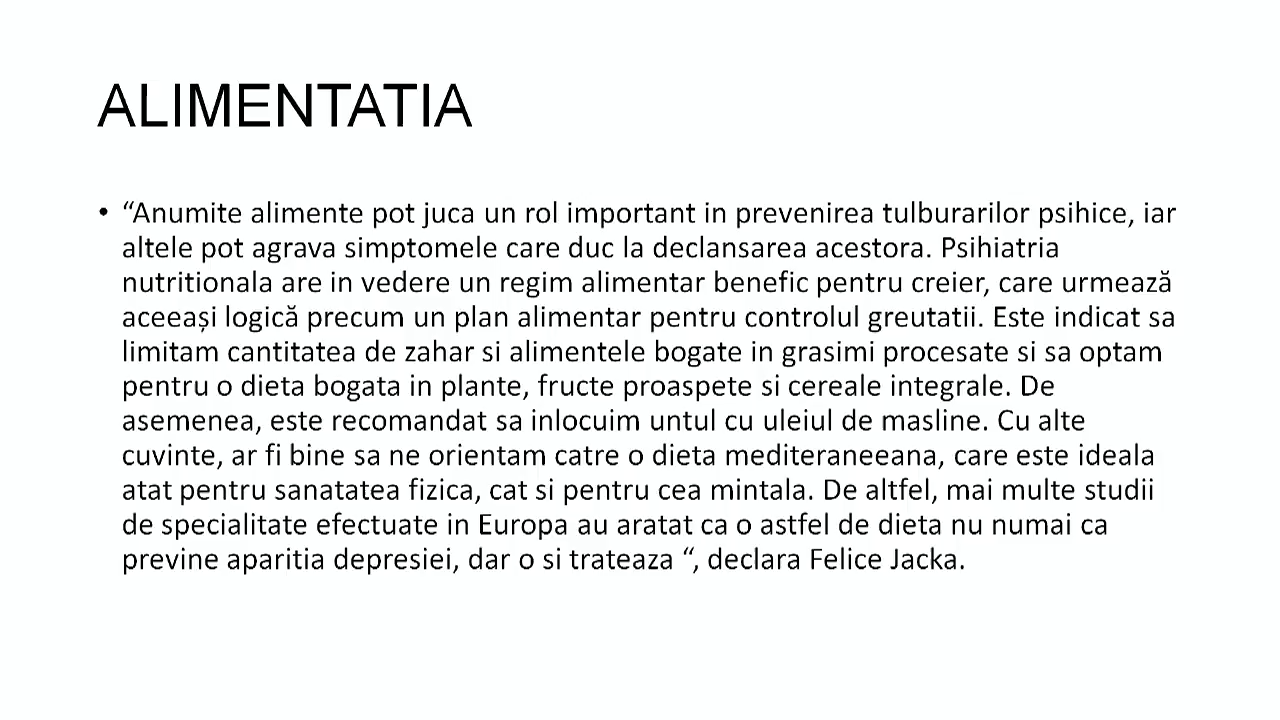 ALIMENTATIA
• “Anumite alimente pot juca un rol important in prevenirea tulburarilor psihice, iar
altele pot agrava simptomele care duc la declansarea acestora. Psihiatria
nutritionala are in vedere un regim alimentar benefic pentru creier, care urmează
aceeași logică precum un plan alimentar pentru controlul greutatii. Este indicat sa
limitam cantitatea de zahar si alimentele bogate in grasimi procesate si sa optam
pentru o dieta bogata in plante, fructe proaspete si cereale integrale. De
asemenea, este recomandat sa inlocuim untul cu uleiul de masline. Cu alte
cuvinte, ar fi bine sa ne orientam catre o dieta mediteraneeana, care este ideala
atat pentru sanatatea fizica, cat si pentru cea mintala. De altfel, mai multe studii
de specialitate efectuate in Europa au aratat ca o astfel de dieta nu numai ca
previne aparitia depresiei, dar o si trateaza “, declara Felice Jacka.